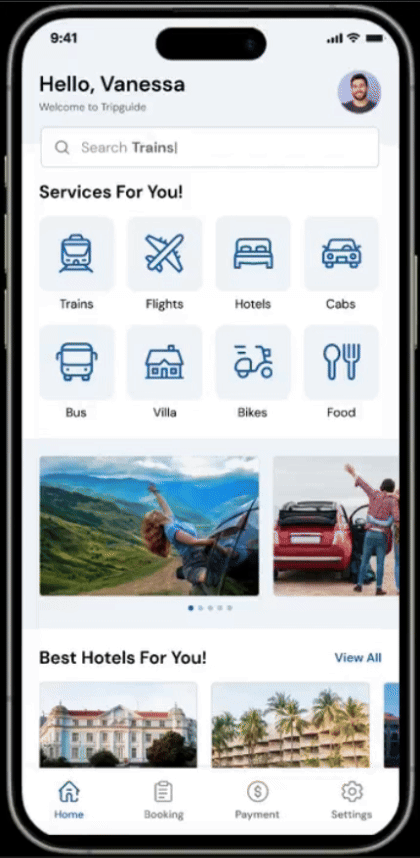 9:41
Hello, Vanessa
Welcome to Tripguide
Search Trains|
Services For You!
Trains Flights Hotels Cabs
Bus Villa Bikes Food
Best Hotels For You! View All
Home Booking Payment Settings